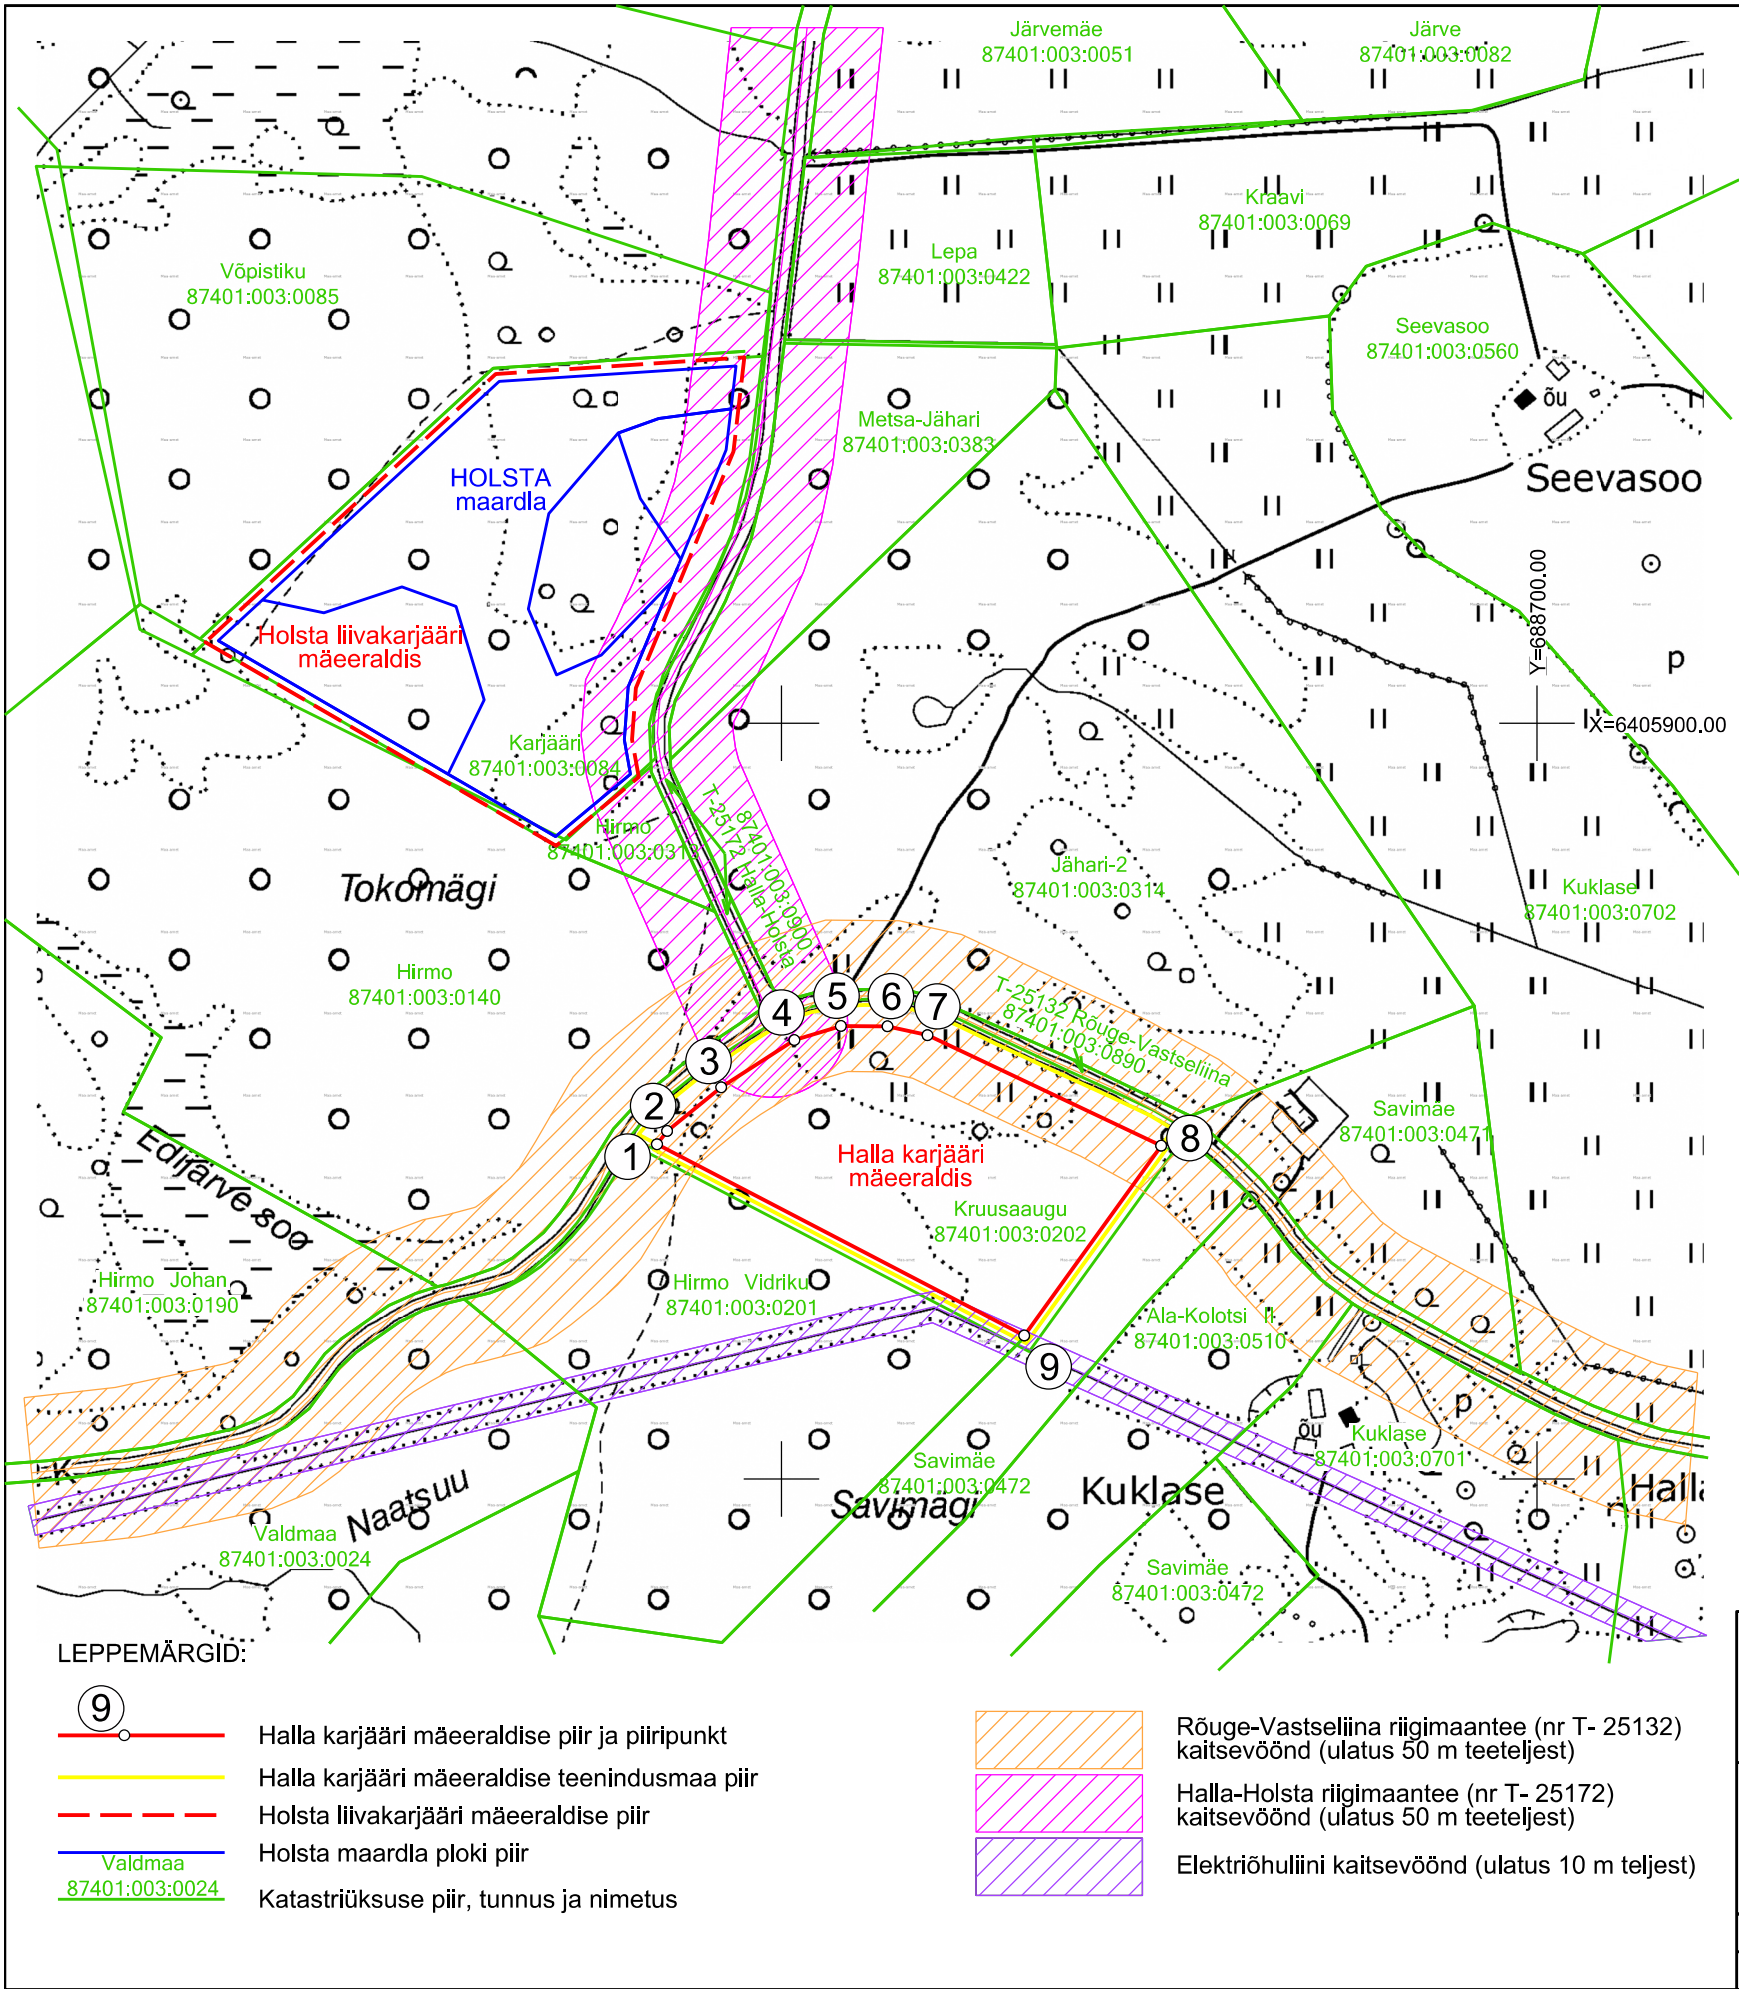 Järvemäe
87401:003:0051
Järve
87401:003:0082
Kraavi
87401:003:0069
Lepa
87401:003:0422
Võpistiku
87401:003:0085
Seevasoo
87401:003:0560
õu
Metsa-Jähari
87401:003:0383
Seevasoo
HOLSTA
maardla
Holsta liivakarjääri
mäeeraldis
Y=688700.00
p
X=6405900.00
Karjääri
87401:003:0084
Hirmo
87401:003:0313
T-25172 Halla-Holsta
87401:003:0900
Jähari-2
87401:003:0314
Kuklase
87401:003:0702
Tokomägi
Hirmo
87401:003:0140
T-25132 Rõuge-Vastseliina
87401:003:0890
1
2
3
4
5
6
7
8
9
Savimäe
87401:003:0471
Edijärve soo
Halla karjääri
mäeeraldis
Kruusaaugu
87401:003:0202
Hirmo Johan
87401:003:0190
Hirmo Vidriku
87401:003:0201
Ala-Kolotsi II
87401:003:0510
p
õu
Kuklase
87401:003:0701
K
Savimäe
87401:003:0472
Savimägi
Kuklase
Naatsuu
Valdmaa
87401:003:0024
Savimäe
87401:003:0472
LEPPEMÄRGID:
9
Halla karjääri mäeeraldise piir ja piiripunkt
Halla karjääri mäeeraldise teenindusmaa piir
Holsta liivakarjääri mäeeraldise piir
Holsta maardla ploki piir
Valdmaa
87401:003:0024
Katastriüksuse piir, tunnus ja nimetus
Rõuge-Vastseliina riigimaantee (nr T- 25132)
kaitsevöönd (ulatus 50 m teeteljest)
Halla-Holsta riigimaantee (nr T- 25172)
kaitsevöönd (ulatus 50 m teeteljest)
Elektriõhuliini kaitsevöönd (ulatus 10 m teljest)